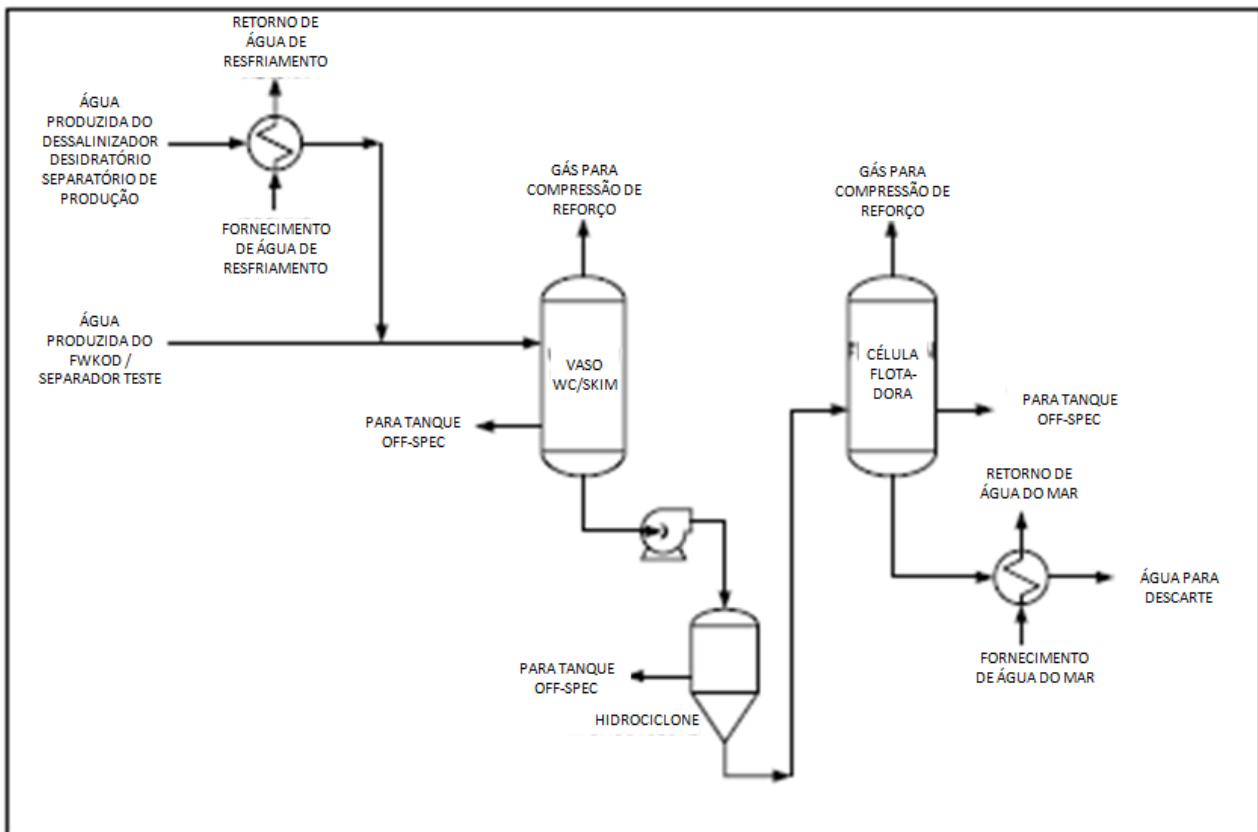 RETORNO DE
ÁGUA DE
RESFRIAMENTO
ÁGUA
PRODUZIDA DO
DESSALINIZADOR
DESIDRATÓRIO
SEPARATÓRIO DE
PRODUÇÃO
FORNECIMENTO
DE ÁGUA DE
RESFRIAMENTO
GÁS PARA
COMPRESSÃO DE
REFORÇO
GÁS PARA
COMPRESSÃO DE
REFORÇO
ÁGUA
PRODUZIDA DO
FWKOD /
SEPARADOR TESTE
VASO
WC/SKIM
CÉLULA
FLOTA-
DORA
PARA TANQUE
OFF-SPEC
PARA TANQUE
OFF-SPEC
RETORNO DE
ÁGUA DO MAR
ÁGUA PARA
DESCARTE
FORNECIMENTO
DE ÁGUA DO MAR
PARA TANQUE
OFF-SPEC
HIDROCICLONE